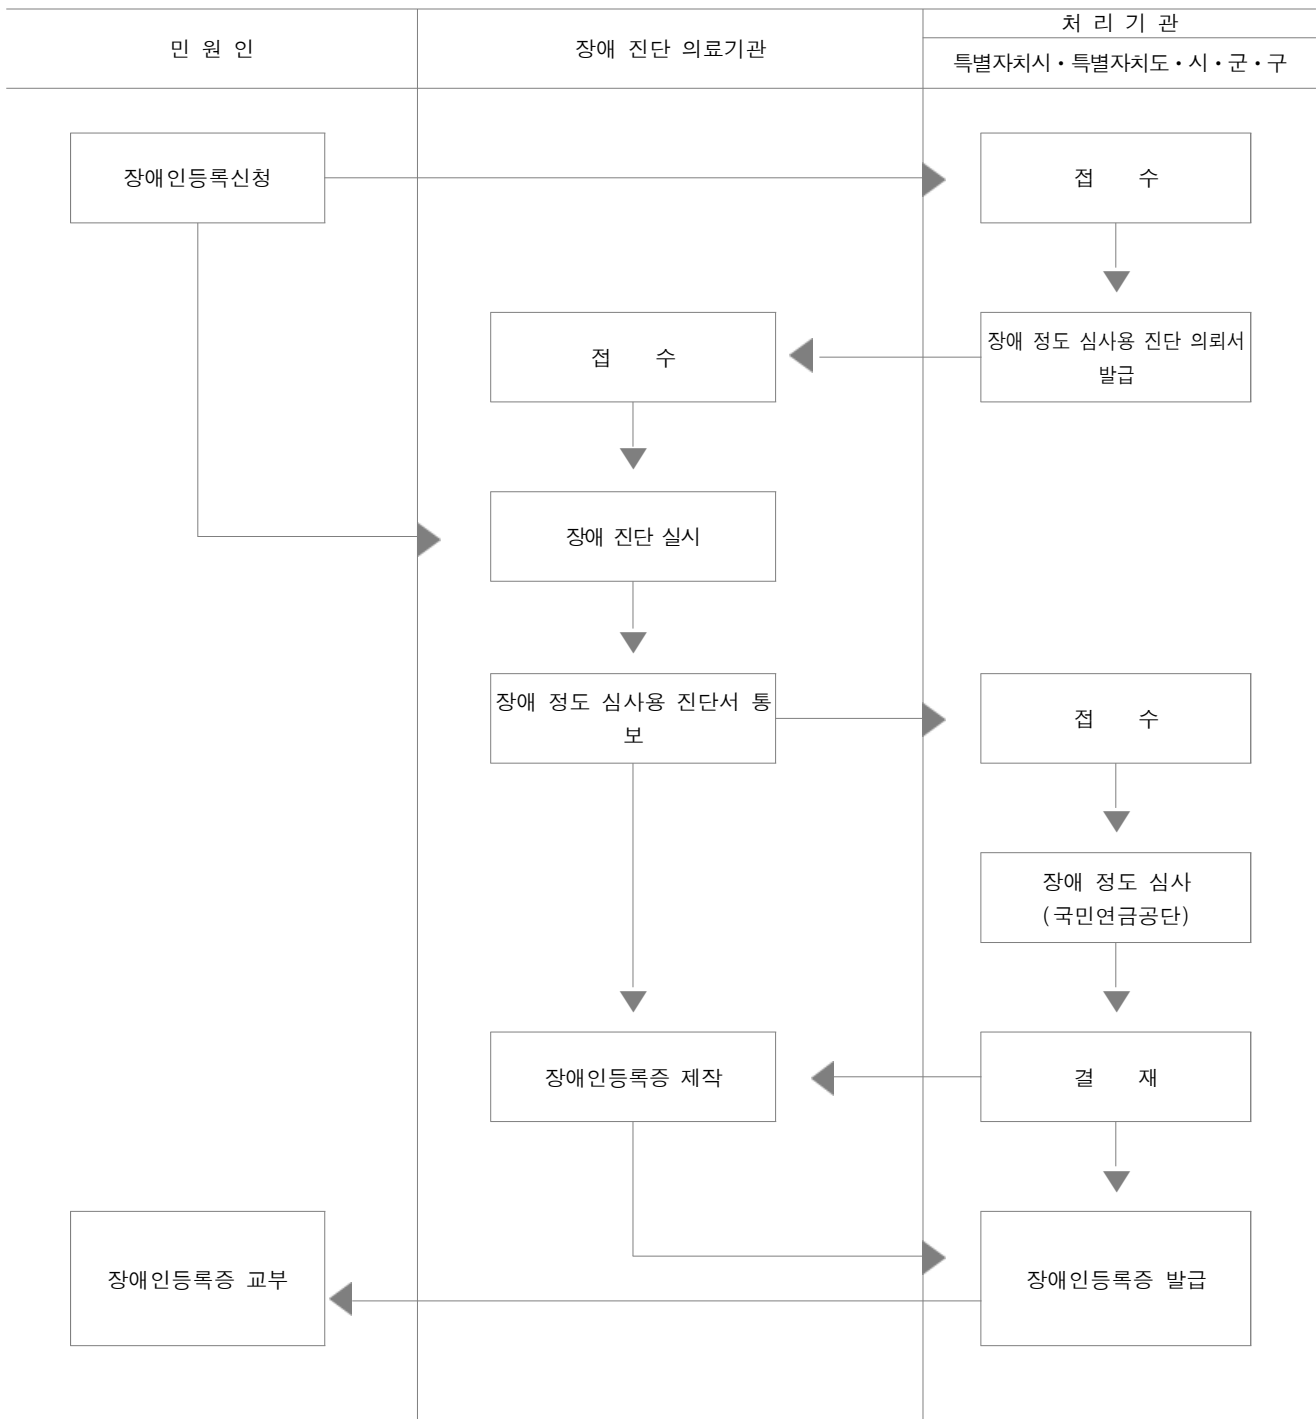 민 원 인
장애 진단 의료기관
처 리 기 관
특별자치시・특별자치도・시・군・구
장애인등록신청
접 수
접 수
장애 정도 심사용 진단 의뢰서
발급
장애 진단 실시
장애 정도 심사용 진단서 통
보
접 수
장애 정도 심사
(국민연금공단)
장애인등록증 제작
결 재
장애인등록증 교부
장애인등록증 발급